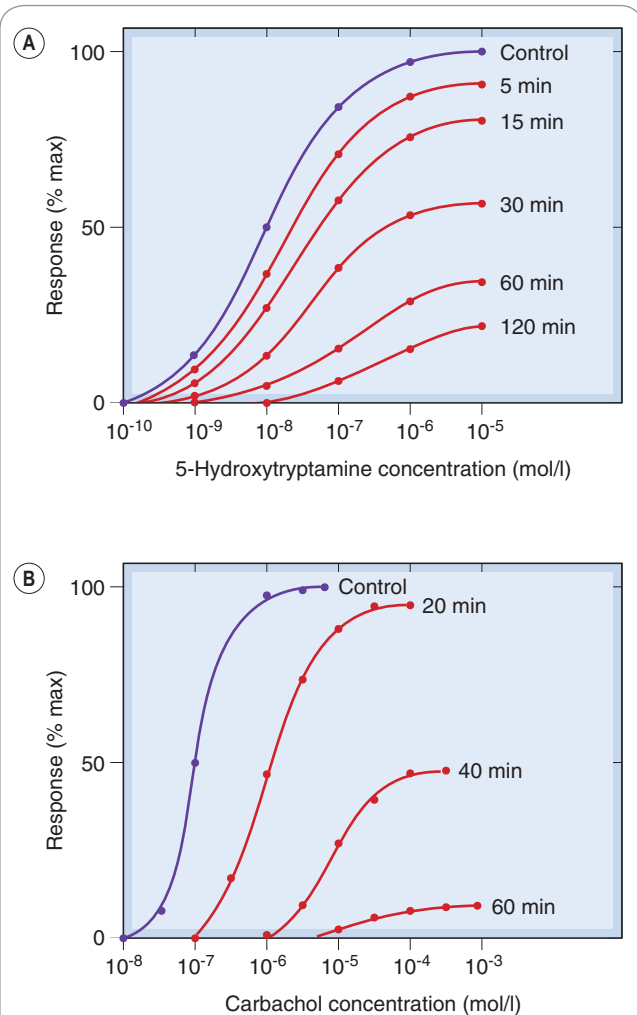 A
Response (% max)
100
50
0
Control
5 min
15 min
30 min
60 min
120 min
10-10
10-9
10-8
10-7
10-6
10-5
5-Hydroxytryptamine concentration (mol/l)
B
Response (% max)
100
50
0
Control
20 min
40 min
60 min
10-8
10-7
10-6
10-5
10-4
10-3
Carbachol concentration (mol/l)